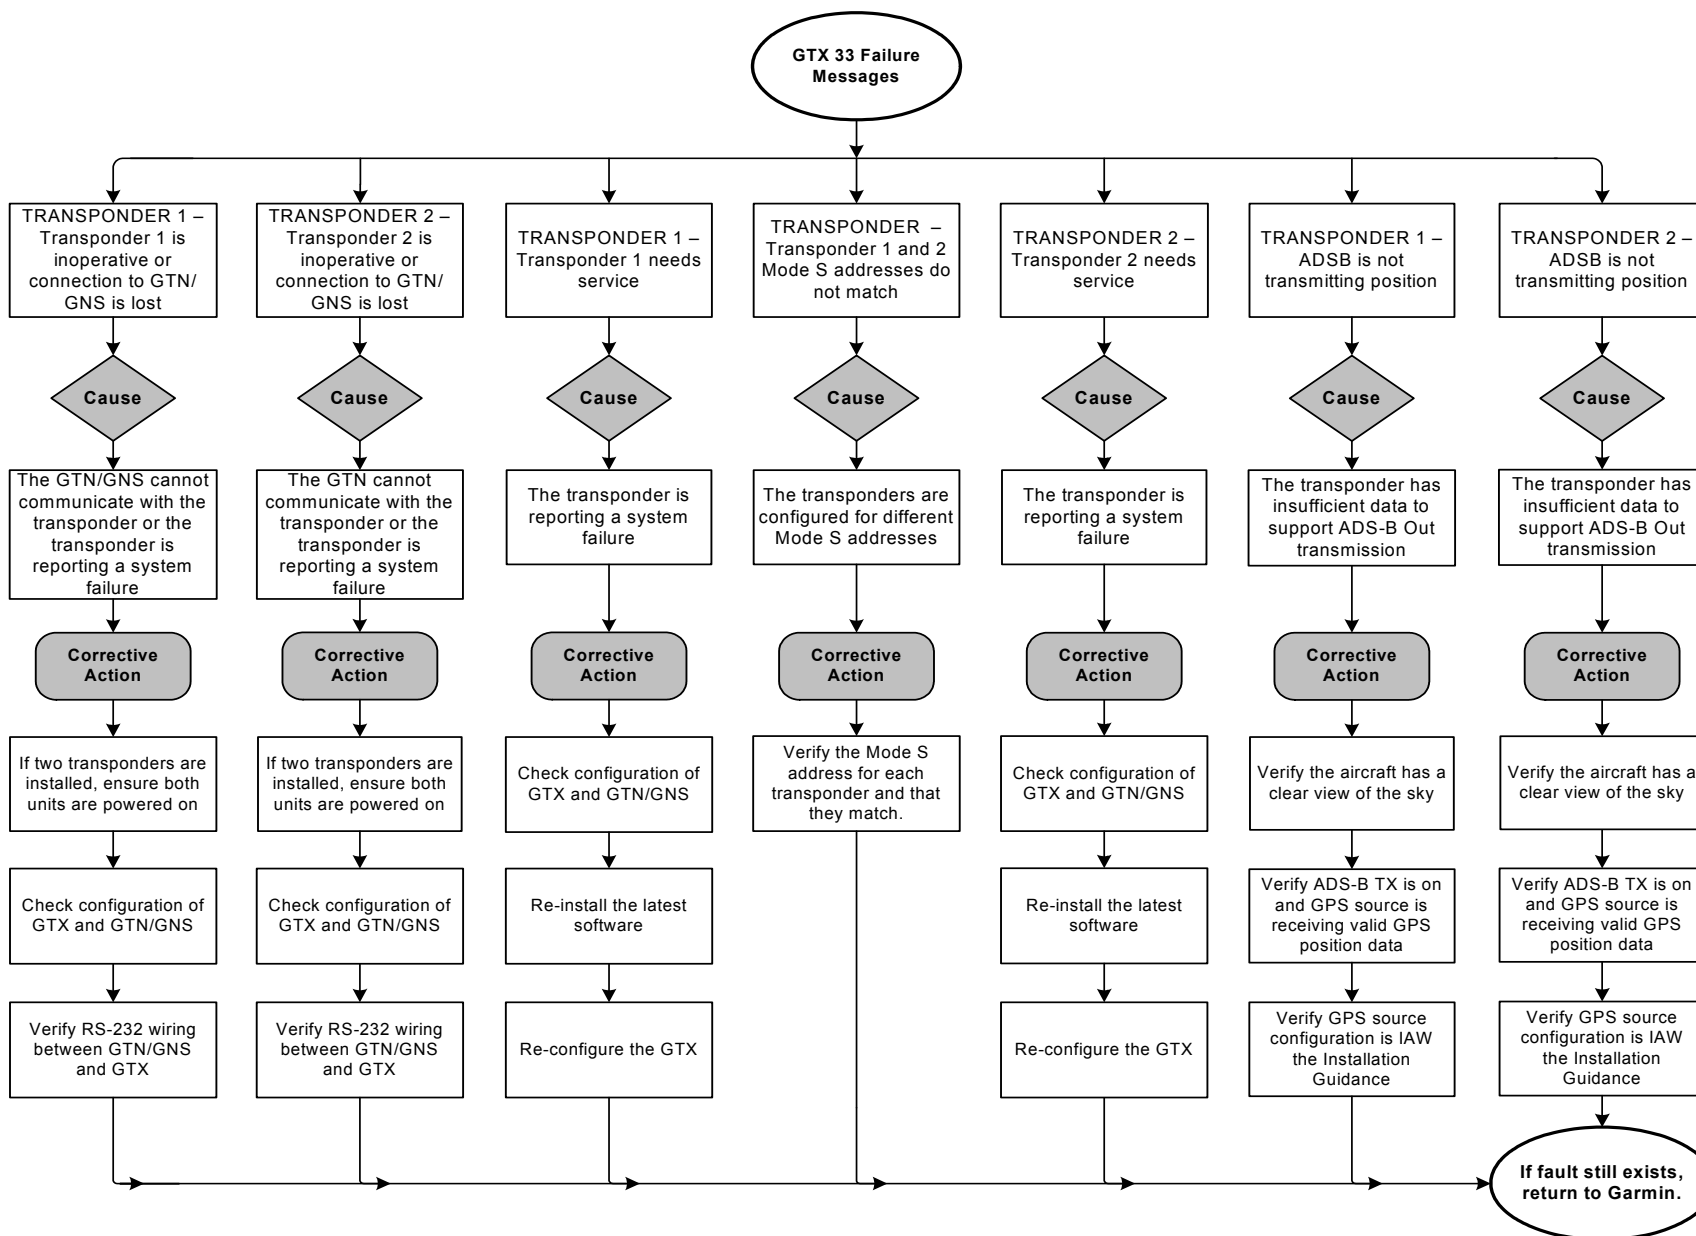 GTX 33 Failure
Messages
TRANSPONDER 1 –
Transponder 1 is
inoperative or
connection to GTN/
GNS is lost
TRANSPONDER 2 –
Transponder 2 is
inoperative or
connection to GTN/
GNS is lost
TRANSPONDER 1 –
Transponder 1 needs
service
TRANSPONDER –
Transponder 1 and 2
Mode S addresses do
not match
TRANSPONDER 2 –
Transponder 2 needs
service
TRANSPONDER 1 –
ADSB is not
transmitting position
TRANSPONDER 2 –
ADSB is not
transmitting position
Cause
Cause
Cause
Cause
Cause
Cause
Cause
The GTN/GNS cannot
communicate with the
transponder or the
transponder is
reporting a system
failure
The GTN cannot
communicate with the
transponder or the
transponder is
reporting a system
failure
The transponder is
reporting a system
failure
The transponders are
configured for different
Mode S addresses
The transponder is
reporting a system
failure
The transponder has
insufficient data to
support ADS-B Out
transmission
The transponder has
insufficient data to
support ADS-B Out
transmission
Corrective
Action
Corrective
Action
Corrective
Action
Corrective
Action
Corrective
Action
Corrective
Action
Corrective
Action
If two transponders are
installed, ensure both
units are powered on
If two transponders are
installed, ensure both
units are powered on
Check configuration of
GTX and GTN/GNS
Verify the Mode S
address for each
transponder and that
they match.
Check configuration of
GTX and GTN/GNS
Verify the aircraft has a
clear view of the sky
Verify the aircraft has a
clear view of the sky
Check configuration of
GTX and GTN/GNS
Check configuration of
GTX and GTN/GNS
Re-install the latest
software
Re-install the latest
software
Verify ADS-B TX is on
and GPS source is
receiving valid GPS
position data
Verify ADS-B TX is on
and GPS source is
receiving valid GPS
position data
Verify RS-232 wiring
between GTN/GNS
and GTX
Verify RS-232 wiring
between GTN/GNS
and GTX
Re-configure the GTX
Re-configure the GTX
Verify GPS source
configuration is IAW
the Installation
Guidance
Verify GPS source
configuration is IAW
the Installation
Guidance
If fault still exists,
return to Garmin.